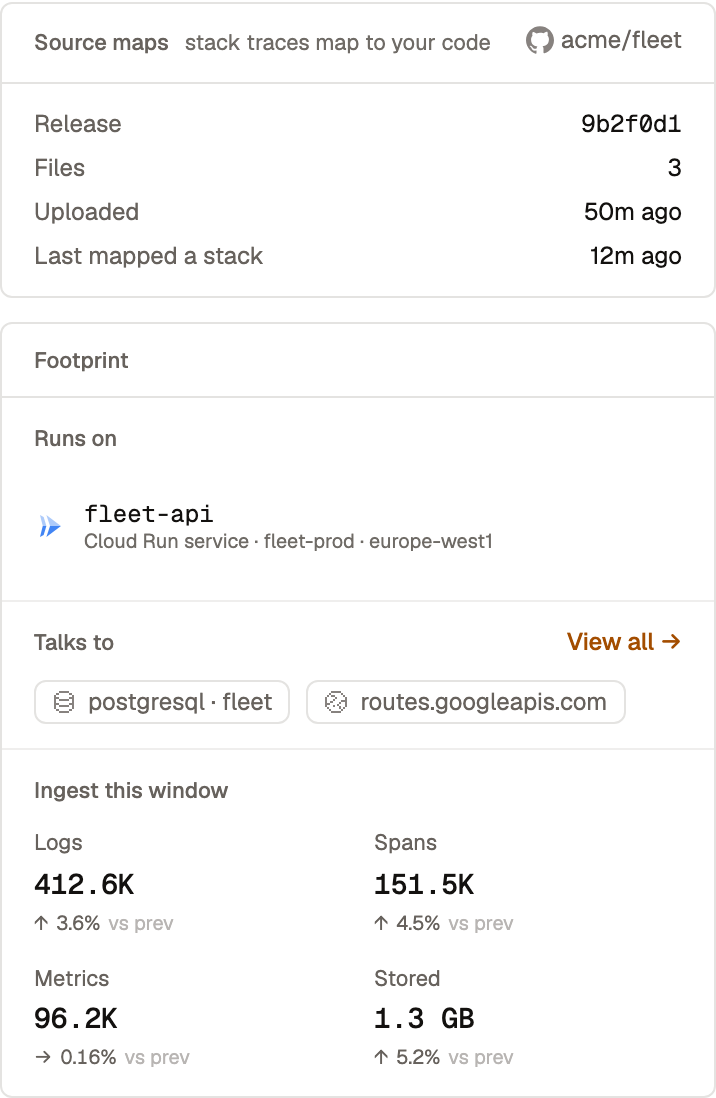 Source maps stack traces map to your code acme/fleet
Release 9b2f0d1
Files 3
Uploaded 50m ago
Last mapped a stack 12m ago
Footprint
Runs on
fleet-api
Cloud Run service · fleet-prod · europe-west1
Talks to View all →
postgresql · fleet routes.googleapis.com
Ingest this window
Logs Spans
412.6K 151.5K
↑ 3.6% vs prev ↑ 4.5% vs prev
Metrics Stored
96.2K 1.3 GB
→ 0.16% vs prev ↑ 5.2% vs prev